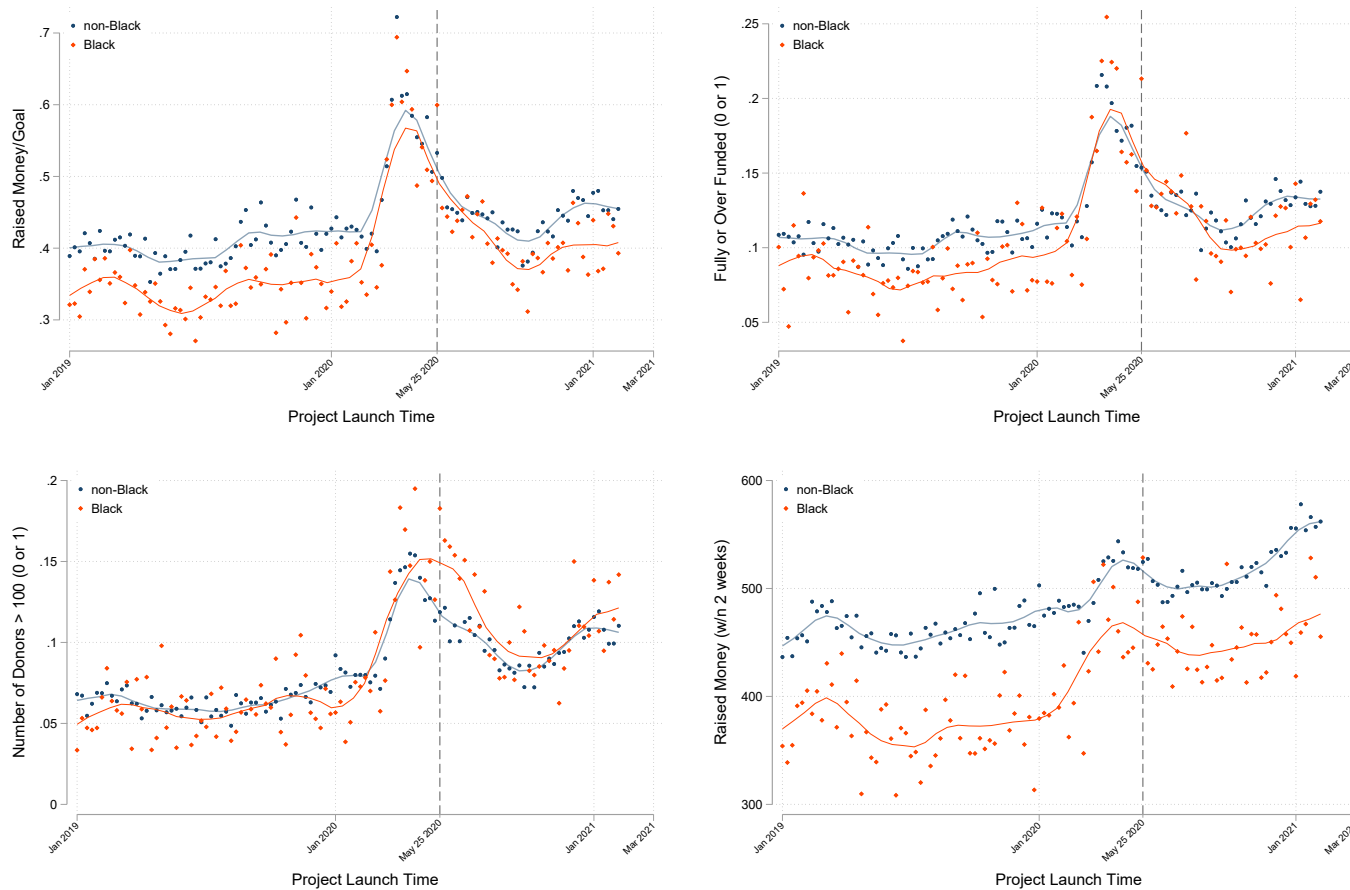 non-Black
Black
.7
.6
.5
.4
.3
Raised Money/Goal
Jan 2019
Jan 2020
May 25 2020
Jan 2021
Mar 2021
Project Launch Time
non-Black
Black
.25
.2
.15
.1
.05
Fully or Over Funded (0 or 1)
Jan 2019
Jan 2020
May 25 2020
Jan 2021
Mar 202
Project Launch Time
non-Black
Black
.2
.15
.1
.05
0
Number of Donors > 100 (0 or 1)
Jan 2019
Jan 2020
May 25 2020
Jan 2021
Mar 2021
Project Launch Time
non-Black
Black
600
500
400
300
Raised Money (w/n 2 weeks)
Jan 2019
Jan 2020
May 25 2020
Jan 2021
Mar 202
Project Launch Time